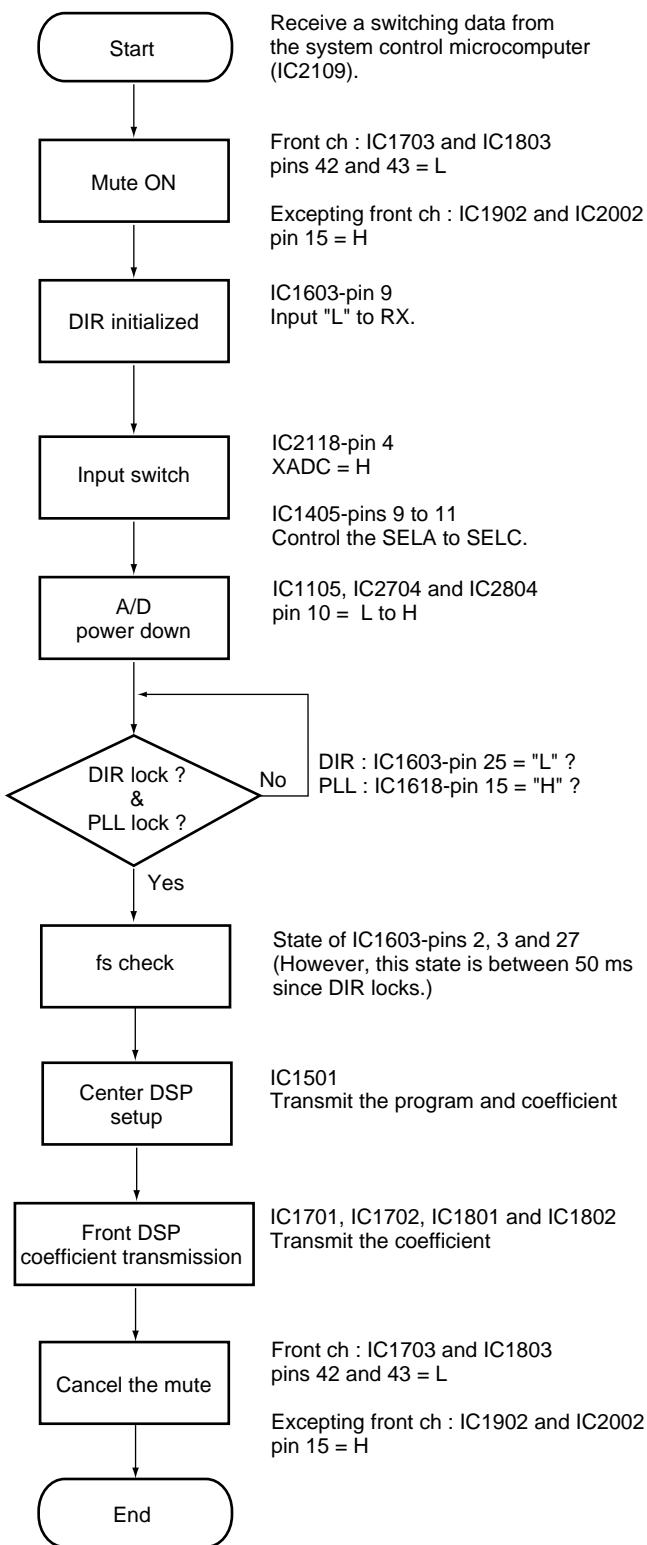 Start
Receive a switching data from
the system control microcomputer
(IC2109).
Mute ON
Front ch : IC1703 and IC1803
pins 42 and 43 = L
Excepting front ch : IC1902 and IC2002
pin 15 = H
DIR initialized
IC1603-pin 9
Input "L" to RX.
Input switch
IC2118-pin 4
XADC = H
IC1405-pins 9 to 11
Control the SELA to SELC.
A/D
power down
IC1105, IC2704 and IC2804
pin 10 = L to H
DIR lock ?
&
PLL lock ?
No
DIR : IC1603-pin 25 = "L" ?
PLL : IC1618-pin 15 = "H" ?
Yes
fs check
State of IC1603-pins 2, 3 and 27
(However, this state is between 50 ms
since DIR locks.)
Center DSP
setup
IC1501
Transmit the program and coefficient
Front DSP
coefficient transmission
IC1701, IC1702, IC1801 and IC1802
Transmit the coefficient
Cancel the mute
Front ch : IC1703 and IC1803
pins 42 and 43 = L
Excepting front ch : IC1902 and IC2002
pin 15 = H
End